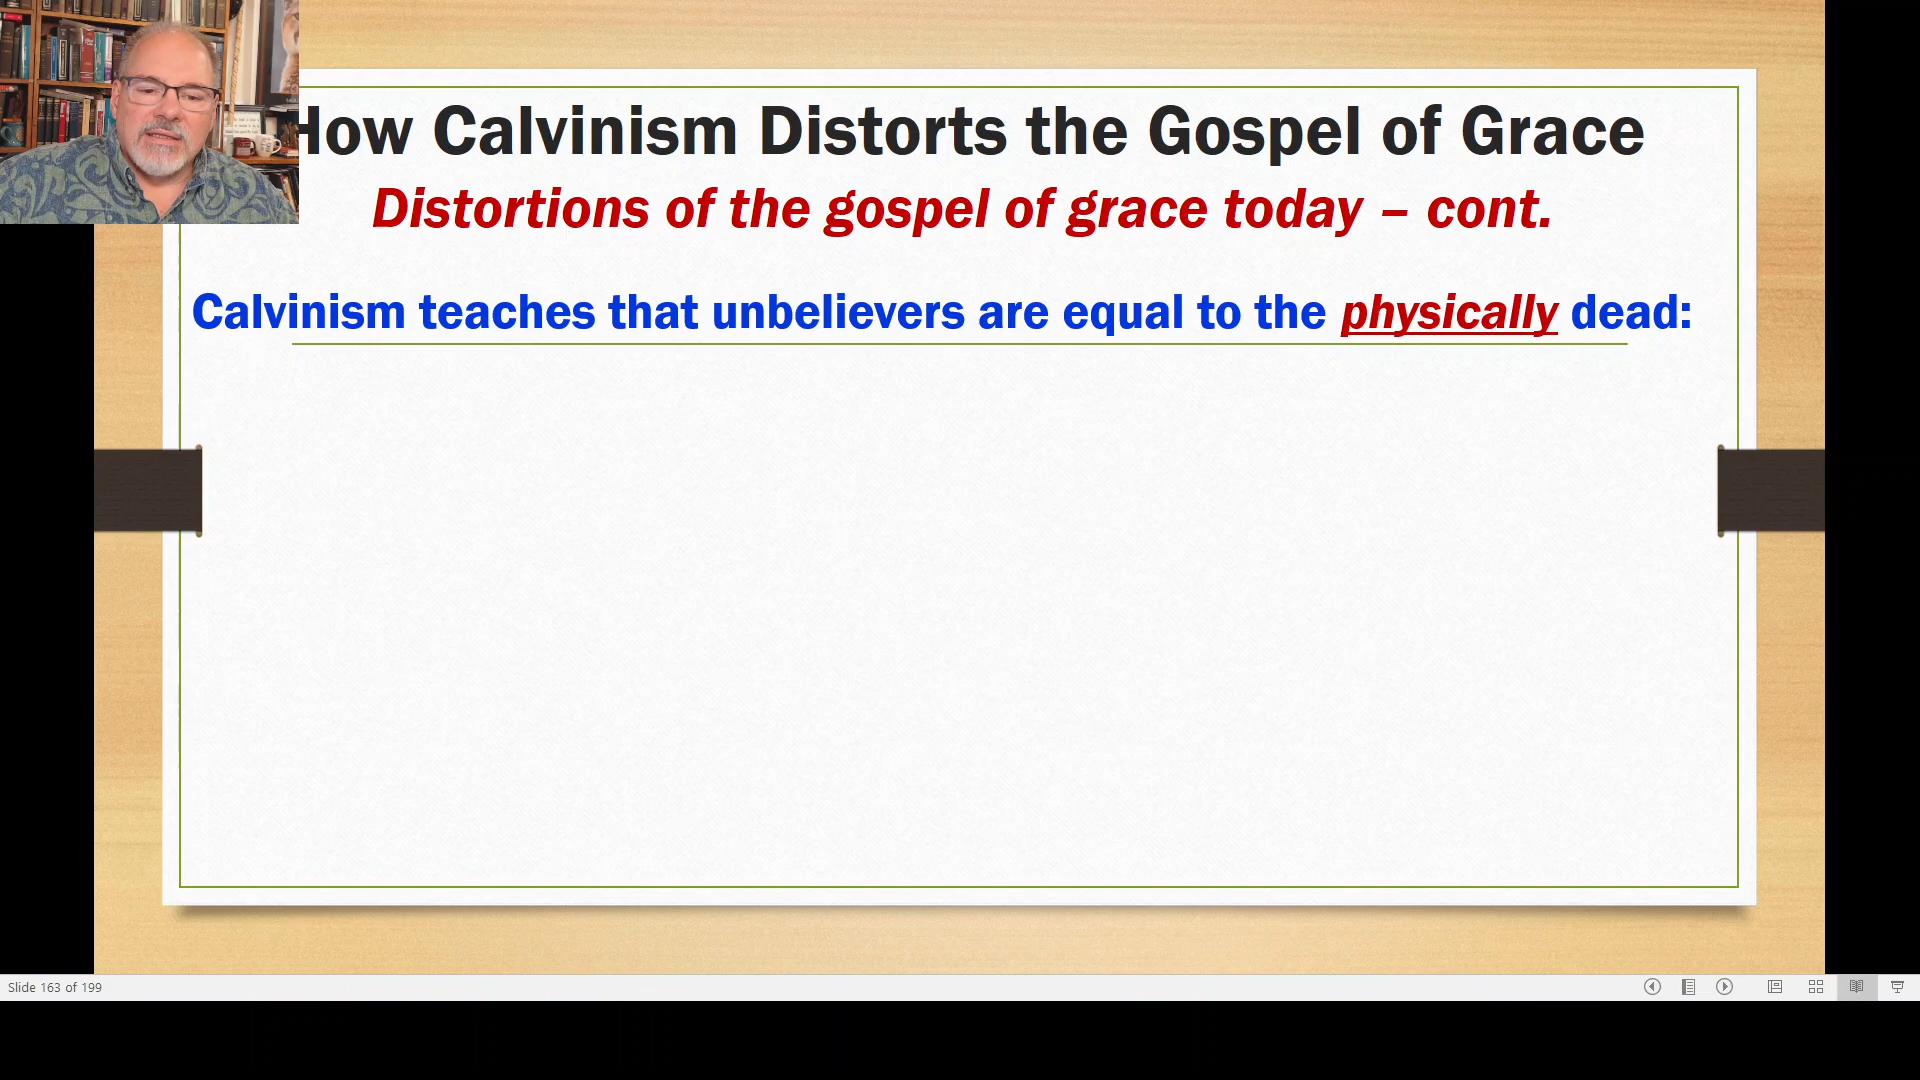 How Calvinism Distorts the Gospel of Grace
Distortions of the gospel of grace today – cont.
Calvinism teaches that unbelievers are equal to the physically dead:
Slide 163 of 199